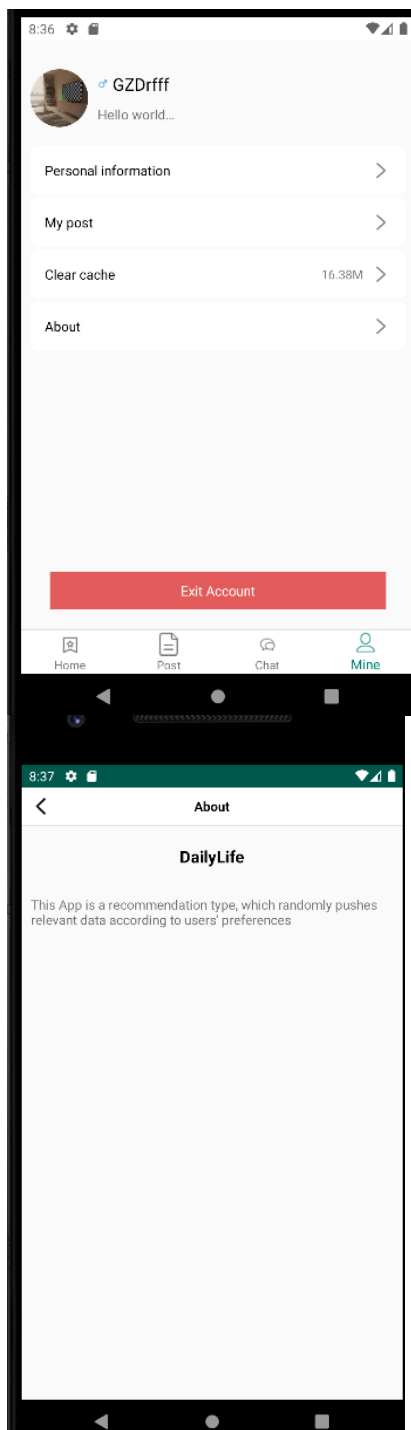 8:36
GZDrfff
Hello world...
Personal information
My post
Clear cache 16.38M
About
Exit Account
Home Post Chat Mine
8:37
About
DailyLife
This App is a recommendation type, which randomly pushes
relevant data according to users' preferences